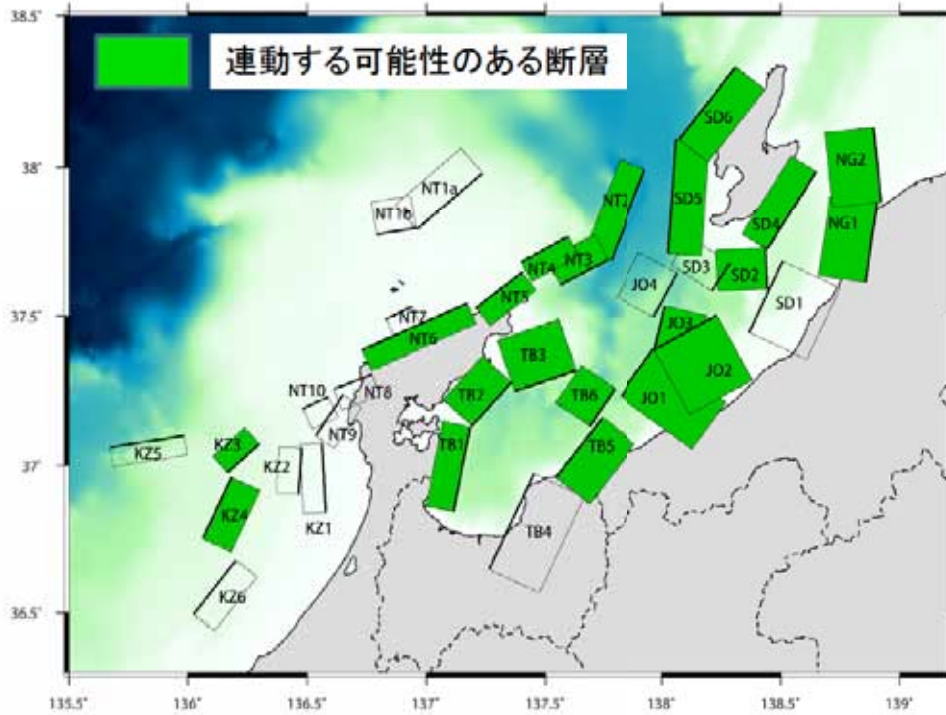 38.5°
連動する可能性のある断層
SD6
38°
NG2
NT1a
NT1b
NT2
SD5
SD4
NG1
NT3
NT4
SD3
SD2
JO4
NT5
SD1
37.5°
NT7
NT6
JO3
TB3
JO2
NT10
NT8
TB2
TB6
JO1
NT9
KZ3
KZ5
KZ2
TB1
TB5
37°
KZ4
KZ1
TB4
KZ6
36.5°
135.5°
136°
136.5°
137°
137.5°
138°
138.5°
139°